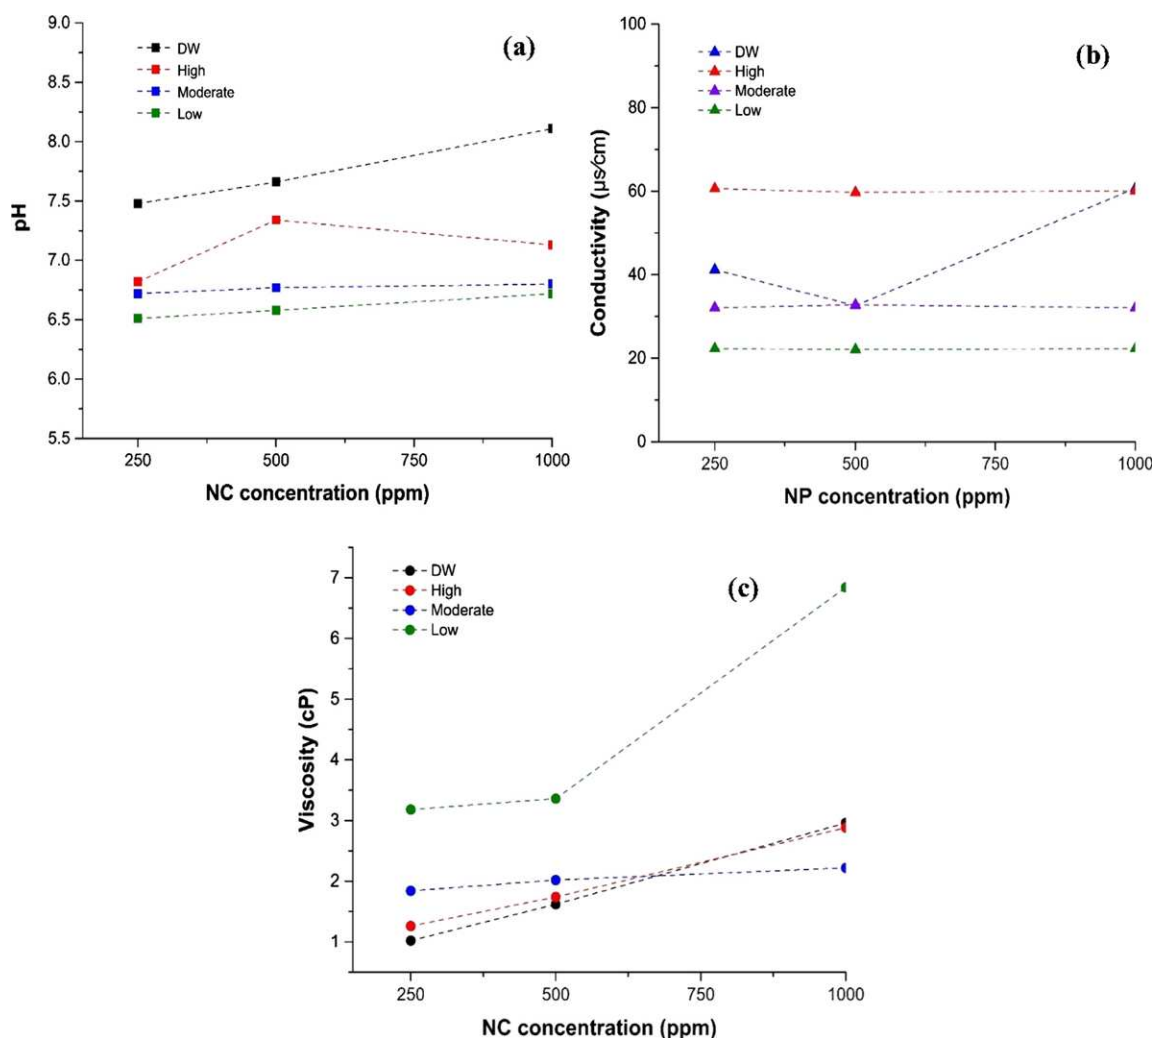 (a)
DW
High
Moderate
Low
9.0
8.5
8.0
7.5
7.0
6.5
6.0
5.5
pH
250 500 750 1000
NC concentration (ppm)
(b)
DW
High
Moderate
Low
100
80
60
40
20
0
Conductivity (µs/cm)
250 500 750 1000
NP concentration (ppm)
(c)
DW
High
Moderate
Low
7
6
5
4
3
2
1
Viscosity (cP)
250 500 750 1000
NC concentration (ppm)